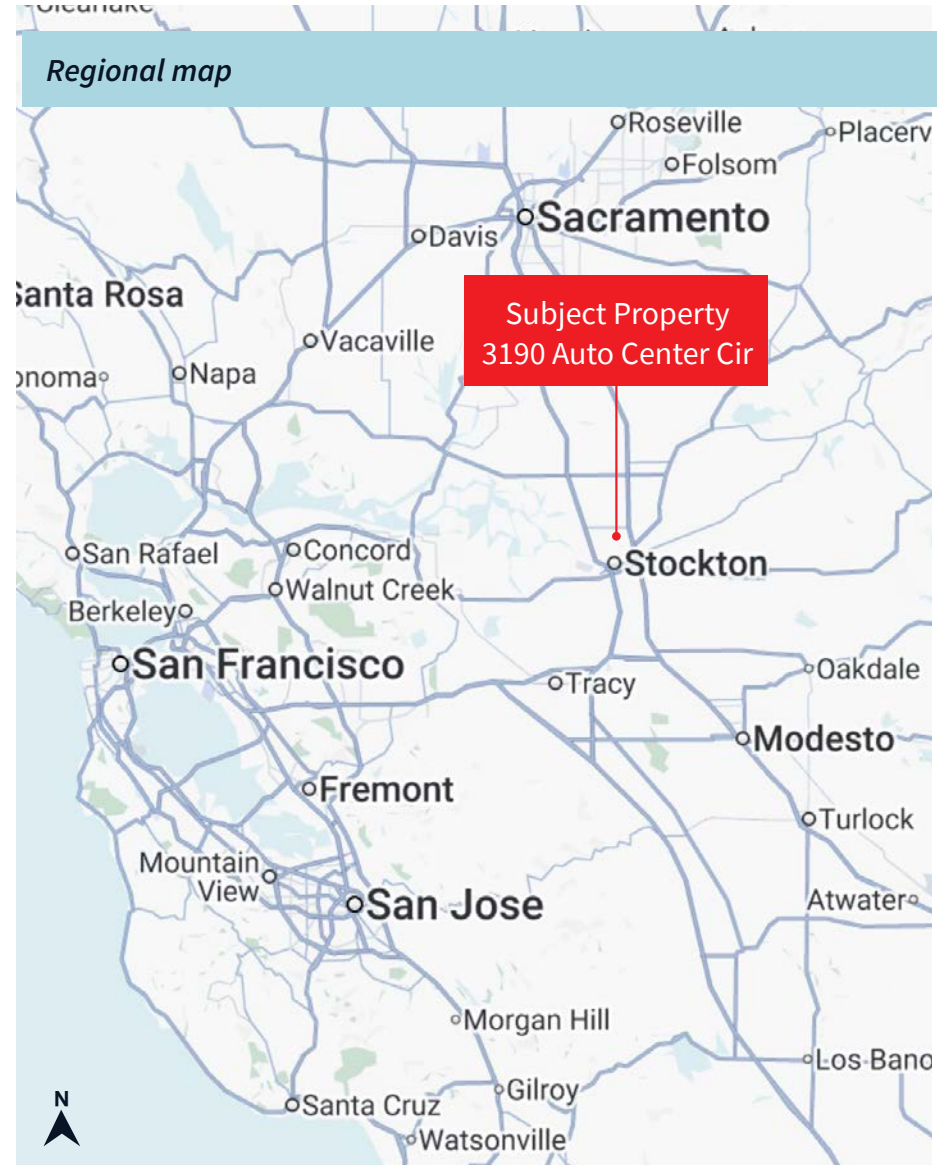 Regional map
Roseville
Placerv
Folsom
Sacramento
Davis
Subject Property
3190 Auto Center Cir
Santa Rosa
Vacaville
Napa
onoma
San Rafael
Concord
Stockton
Walnut Creek
Berkeley
San Francisco
Tracy
Oakdale
Modesto
Fremont
Turlock
Mountain
View
San Jose
Atwater
Morgan Hill
Los Bano
Gilroy
Santa Cruz
Watsonville
N